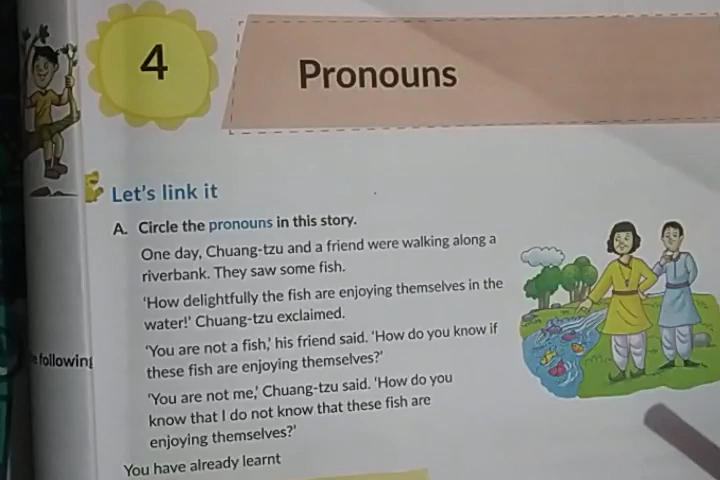 4
Pronouns
Let's link it
A. Circle the pronouns in this story.
One day, Chuang-tzu and a friend were walking along a
riverbank. They saw some fish.
'How delightfully the fish are enjoying themselves in the
water!' Chuang-tzu exclaimed.
'You are not a fish,' his friend said. 'How do you know if
these fish are enjoying themselves?'
'You are not me,' Chuang-tzu said. 'How do you
know that I do not know that these fish are
enjoying themselves?'
You have already learnt
following